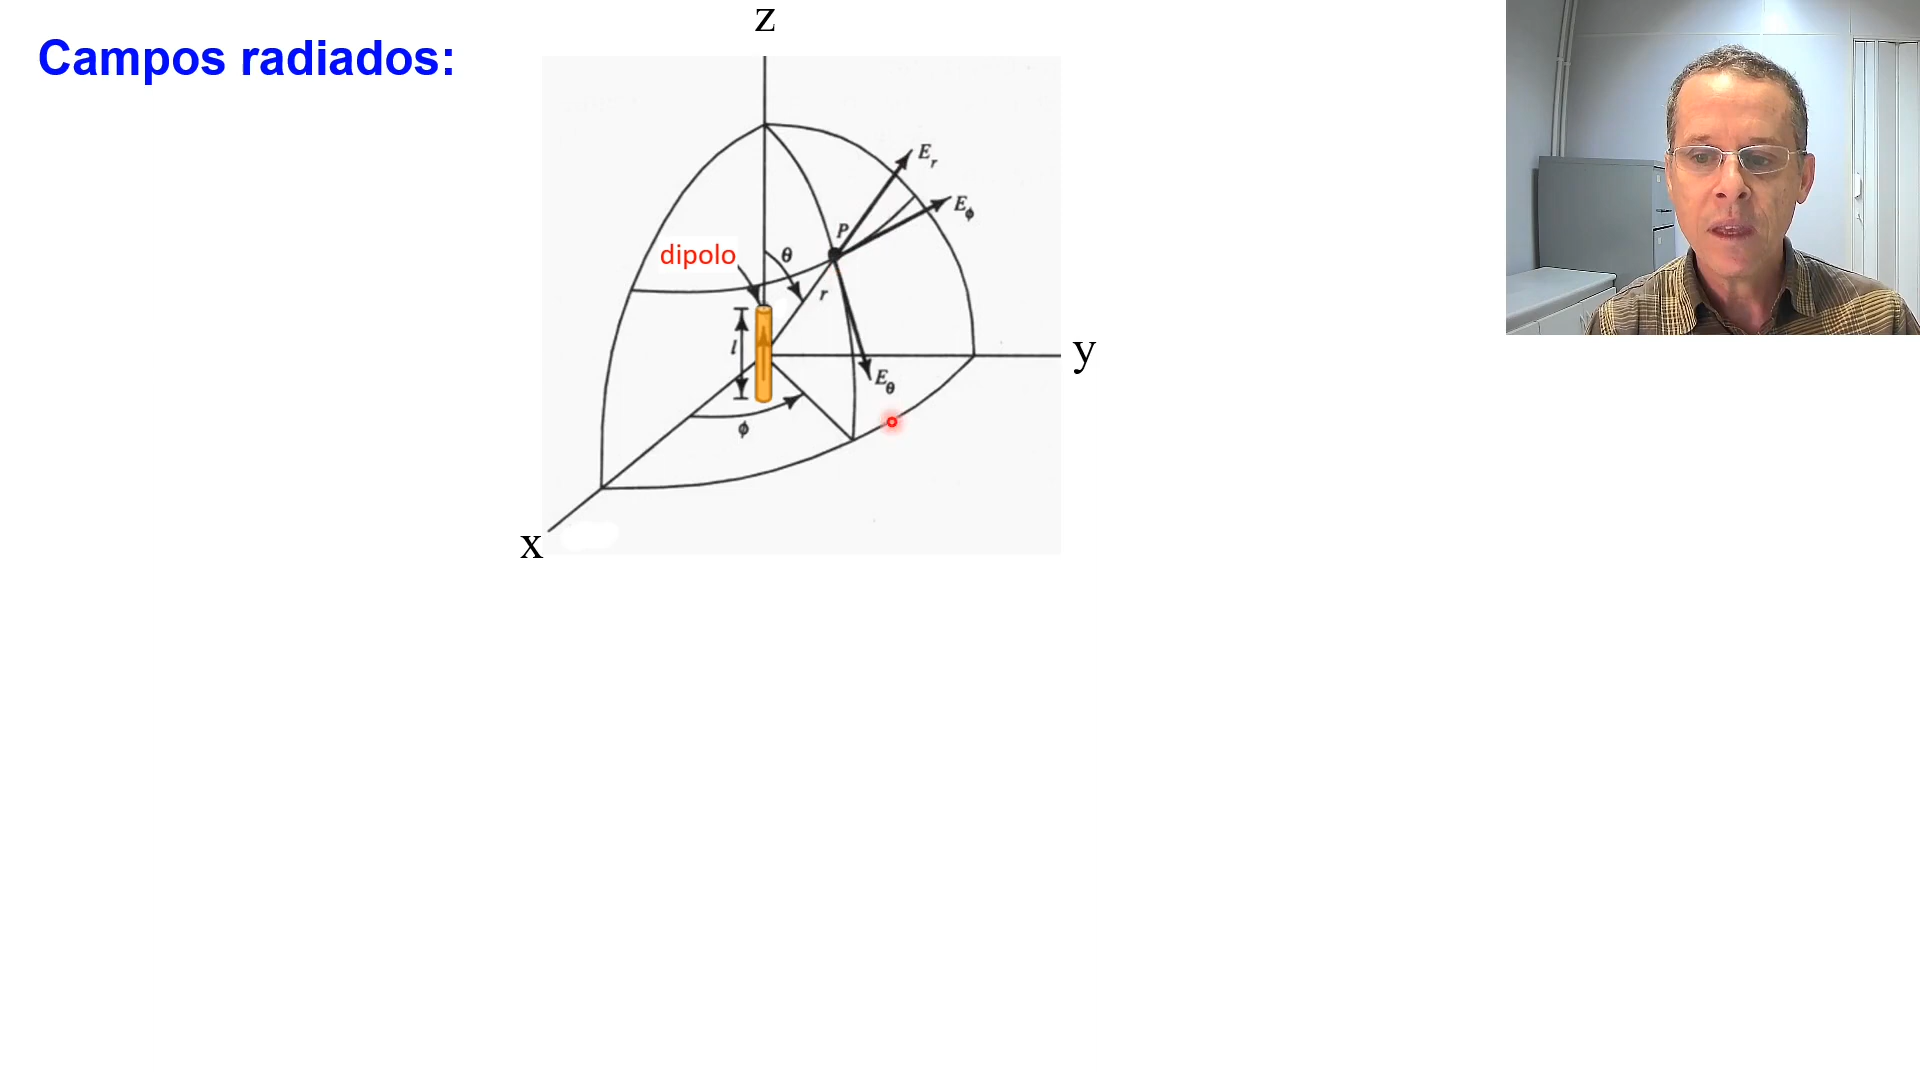 Campos radiados:
z
E_r
E_ϕ
P
dipolo
θ
r
l
y
E_θ
ϕ
x